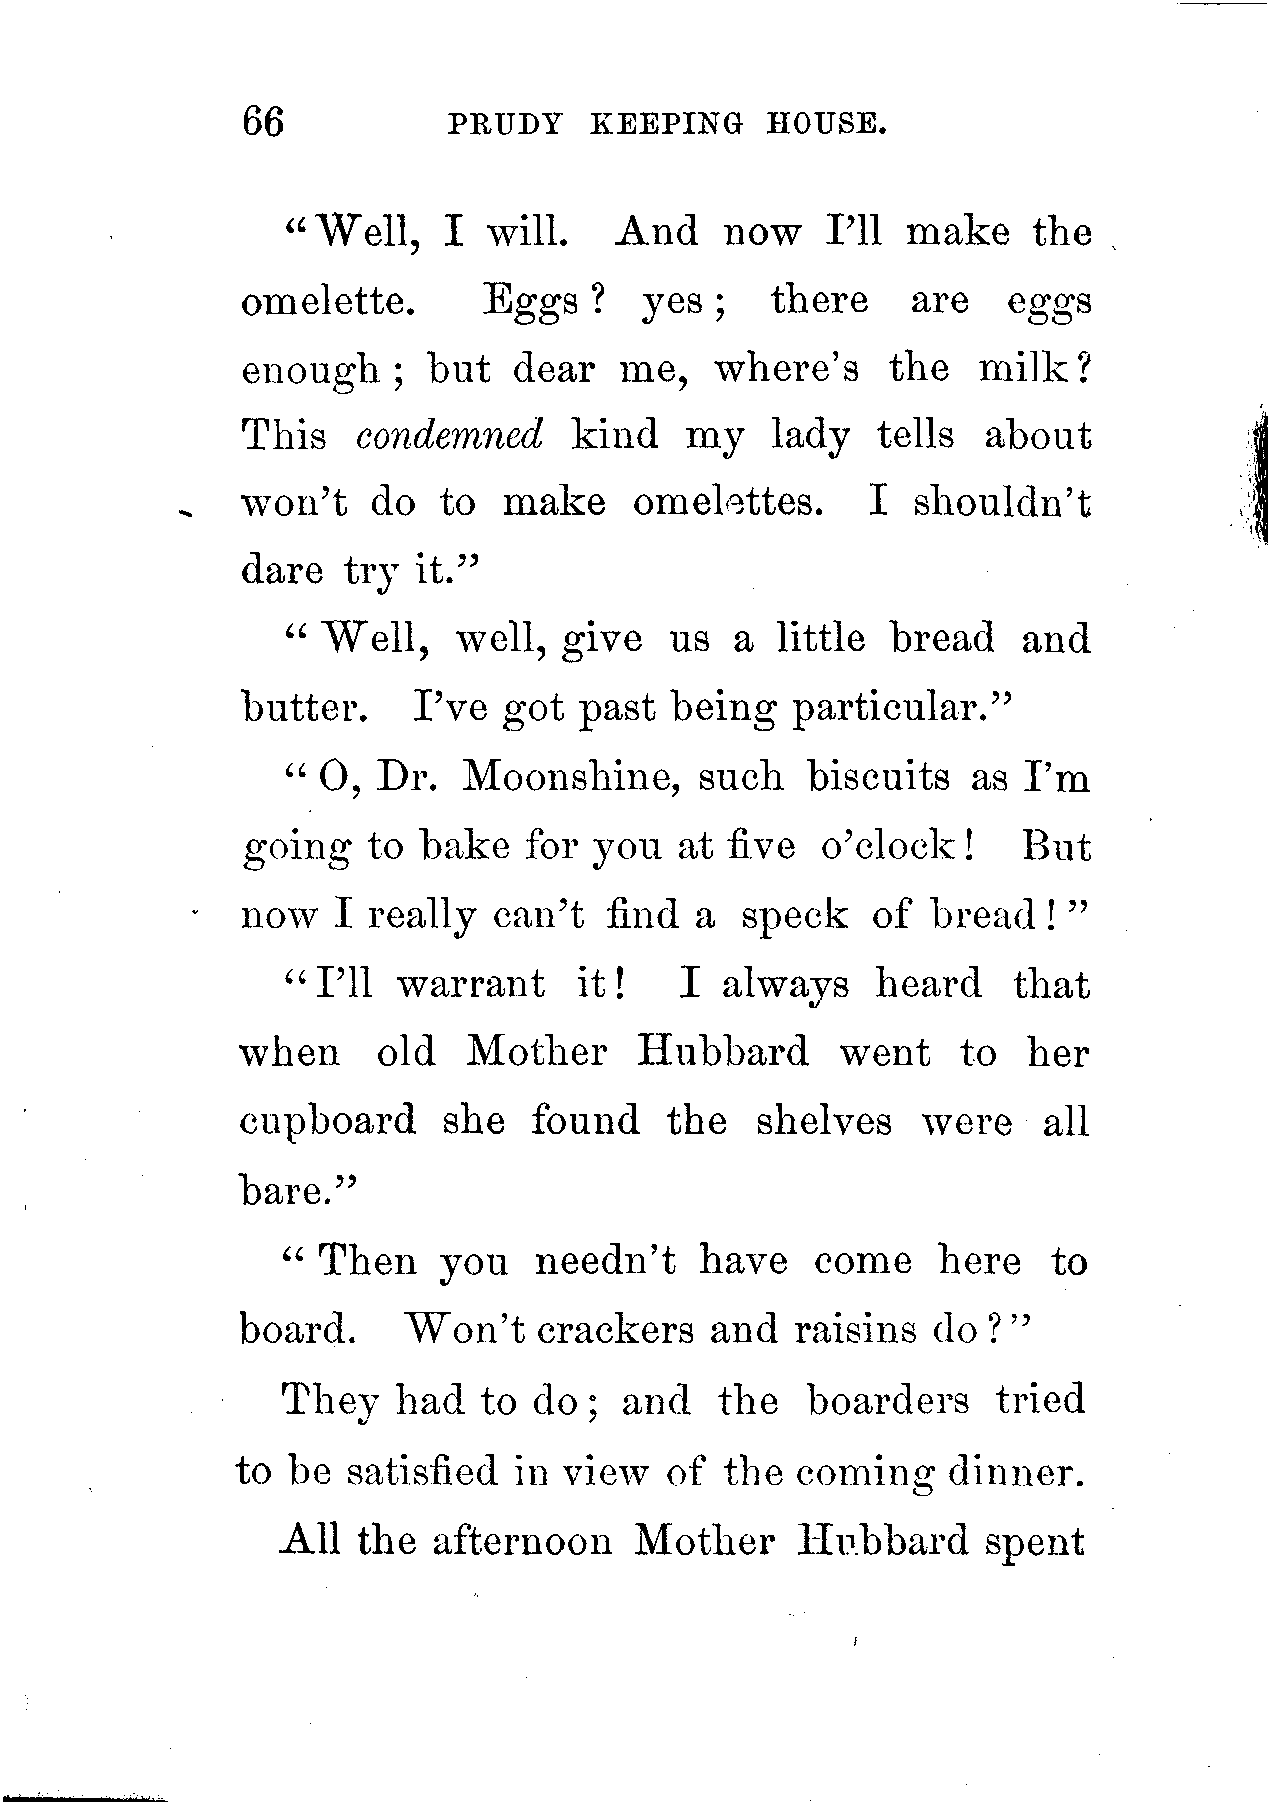 66 PRUDY KEEPING HOUSE.
"Well, I will. And now I'll make the
omelette. Eggs? yes; there are eggs
enough; but dear me, where's the milk?
This condemned kind my lady tells about
won't do to make omelettes. I shouldn't
dare try it."
"Well, well, give us a little bread and
butter. I've got past being particular."
"O, Dr. Moonshine, such biscuits as I'm
going to bake for you at five o'clock! But
now I really can't find a speck of bread!"
"I'll warrant it! I always heard that
when old Mother Hubbard went to her
cupboard she found the shelves were all
bare."
"Then you needn't have come here to
board. Won't crackers and raisins do?"
They had to do; and the boarders tried
to be satisfied in view of the coming dinner.
All the afternoon Mother Hubbard spent